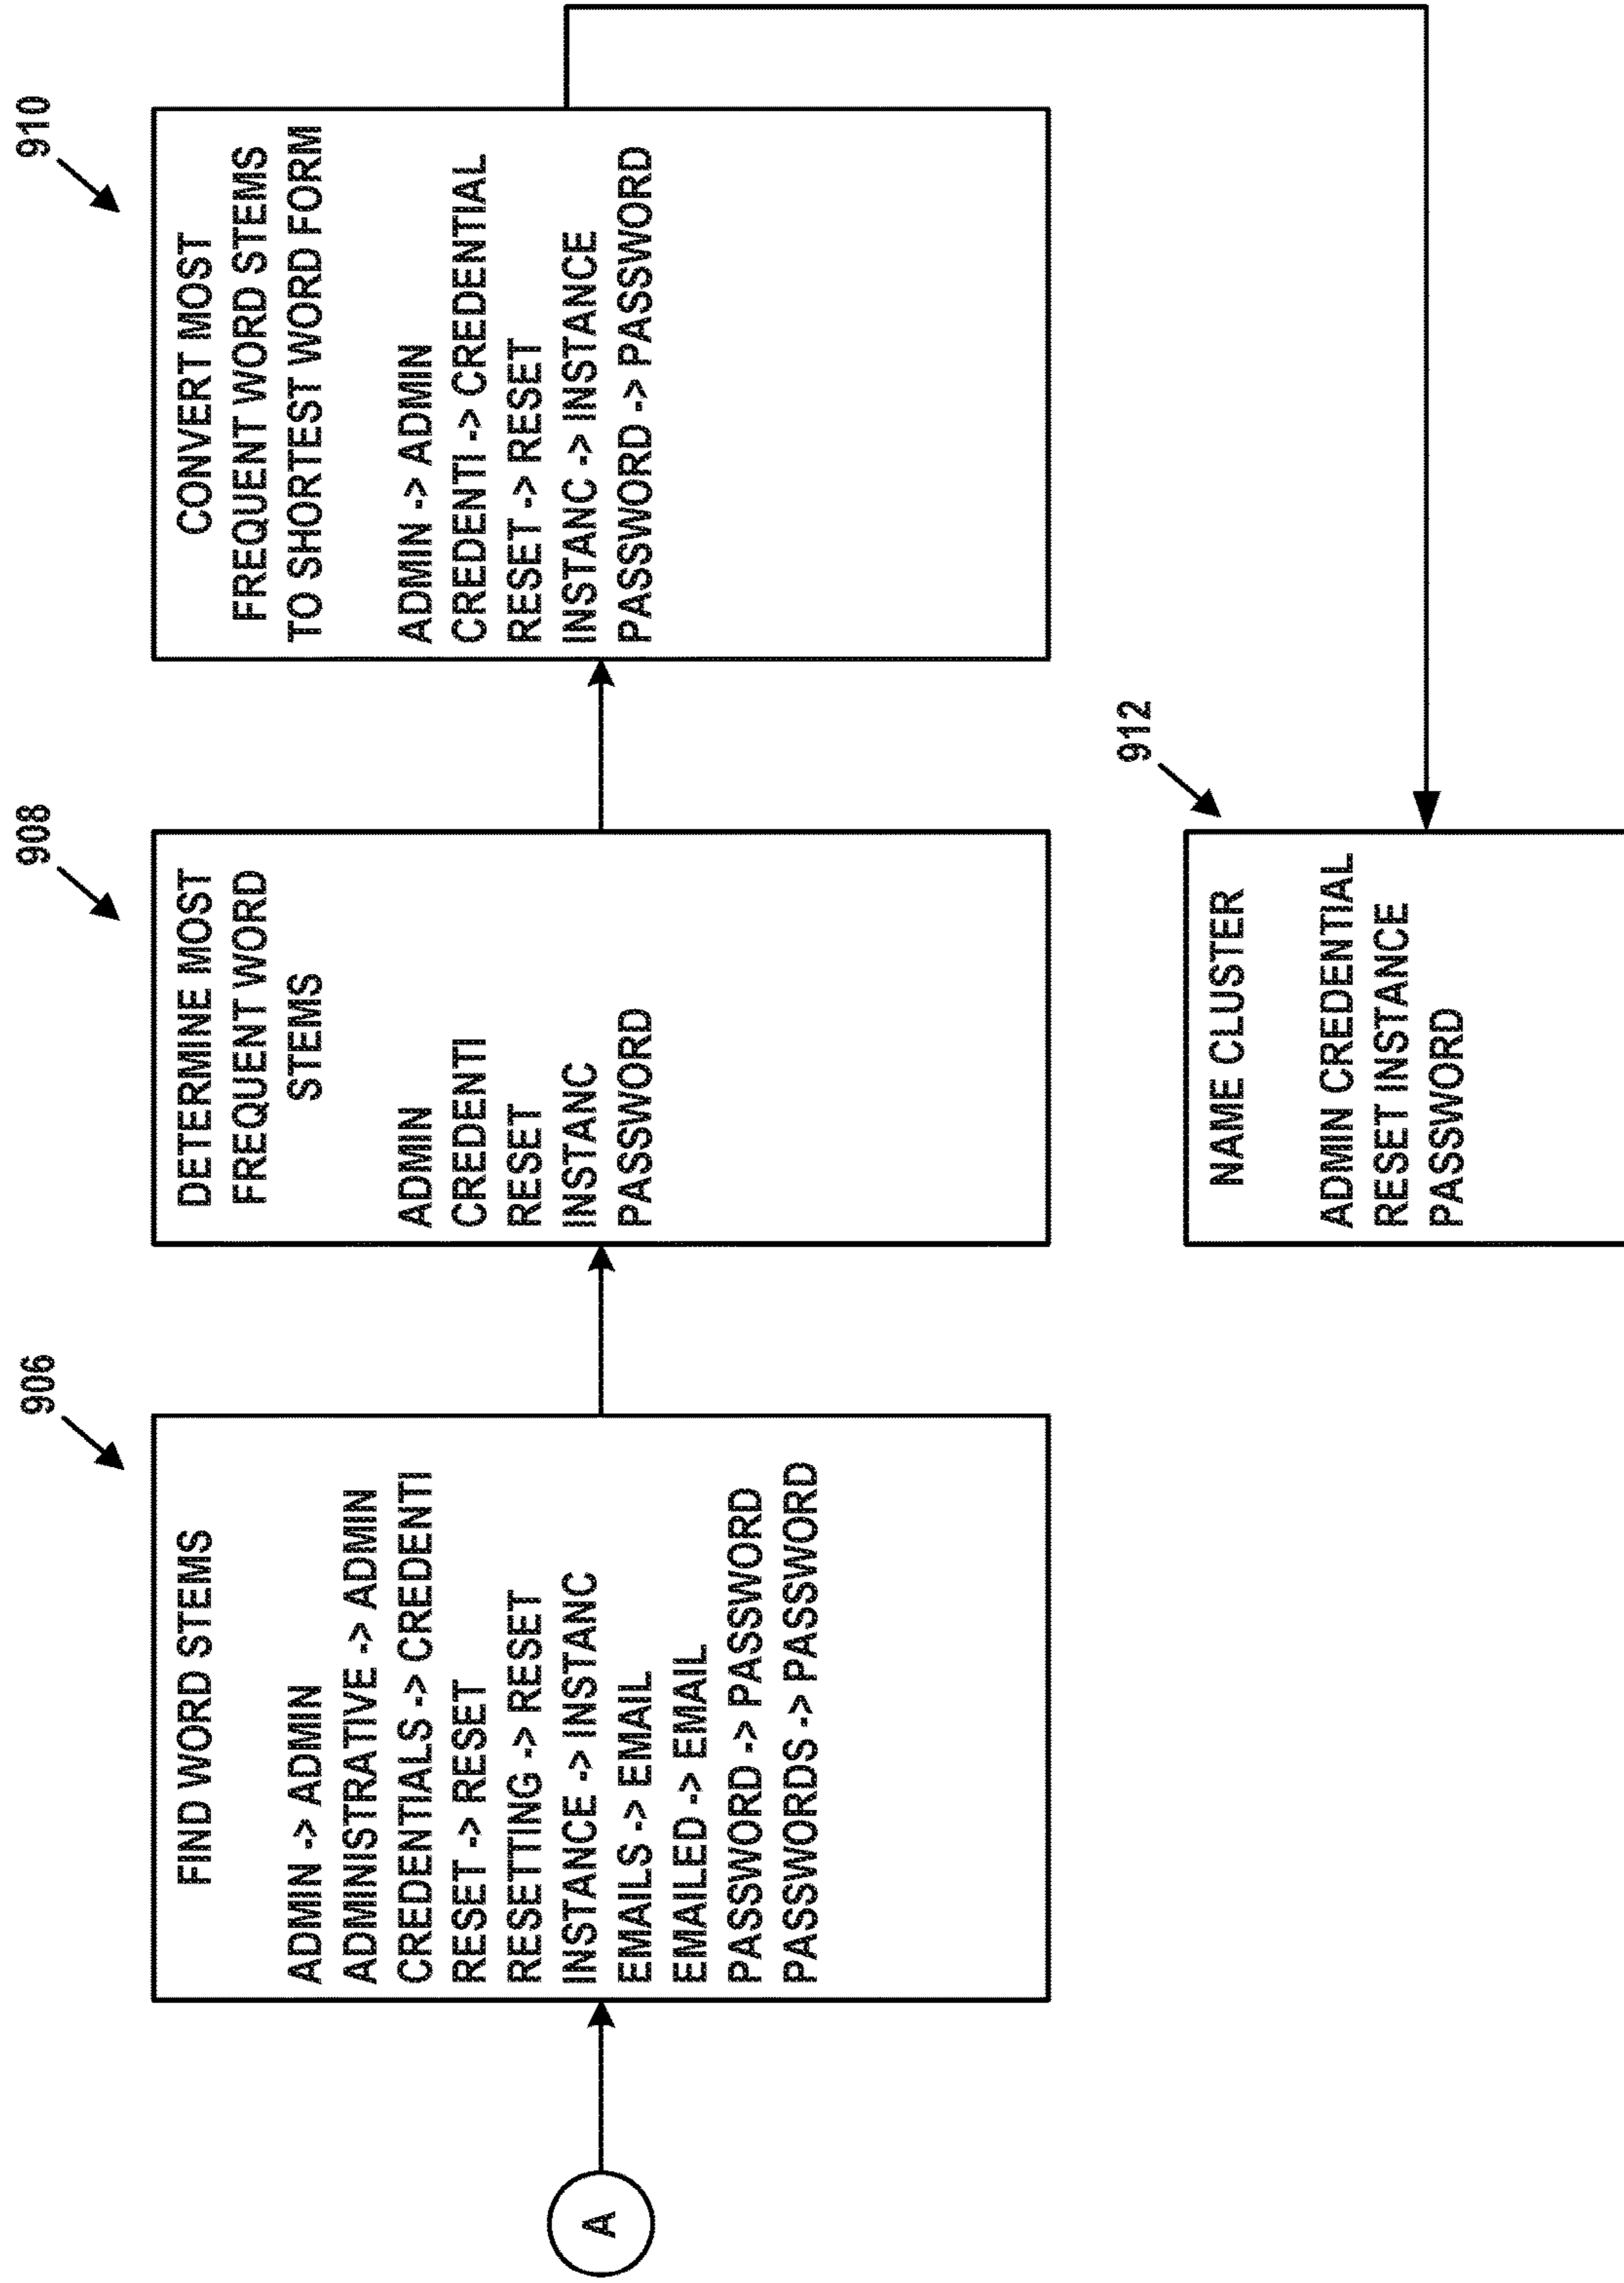 A
906
FIND WORD STEMS
ADMIN -> ADMIN
ADMINISTRATIVE -> ADMIN
CREDENTIALS -> CREDENTI
RESET -> RESET
RESETTING -> RESET
INSTANCE -> INSTANC
EMAILS -> EMAIL
EMAILED -> EMAIL
PASSWORD -> PASSWORD
PASSWORDS -> PASSWORD
908
DETERMINE MOST
FREQUENT WORD
STEMS
ADMIN
CREDENTI
RESET
INSTANC
PASSWORD
910
CONVERT MOST
FREQUENT WORD STEMS
TO SHORTEST WORD FORM
ADMIN -> ADMIN
CREDENTI -> CREDENTIAL
RESET -> RESET
INSTANC -> INSTANCE
PASSWORD -> PASSWORD
912
NAME CLUSTER
ADMIN CREDENTIAL
RESET INSTANCE
PASSWORD